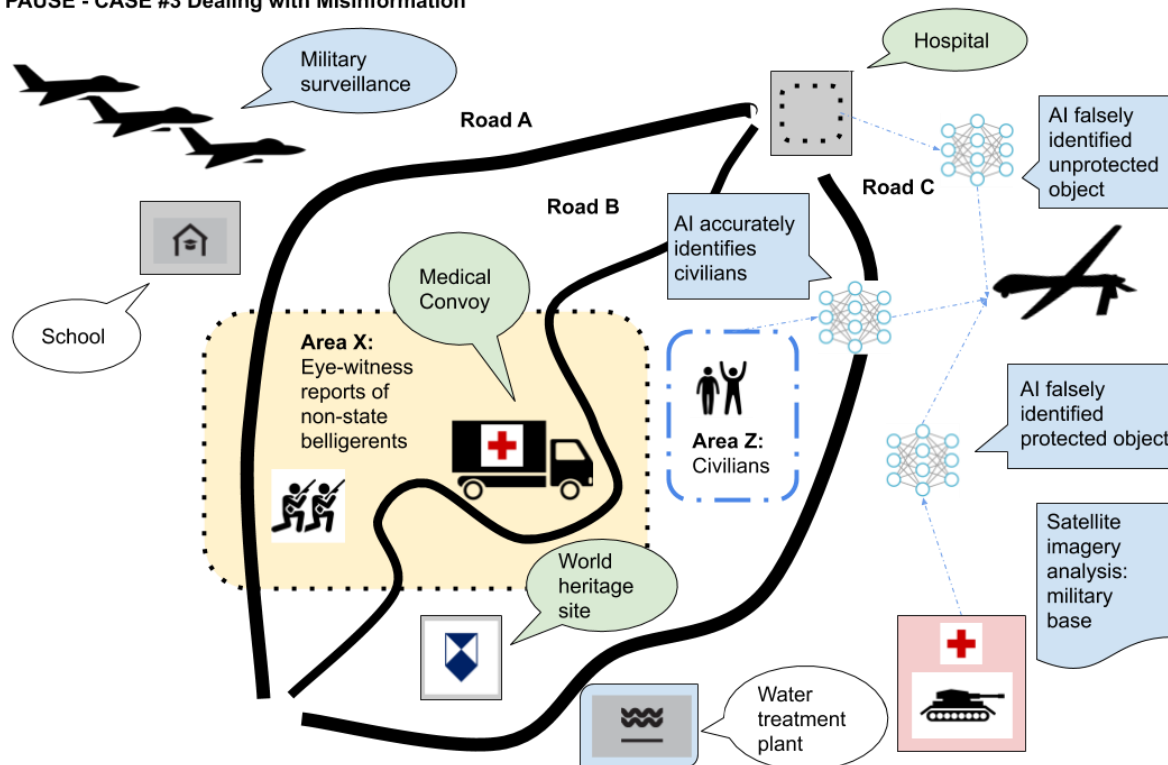 PAUSE - CASE #3 Dealing with Misinformation
Military
surveillance
Hospital
Road A
AI falsely
identified
unprotected
object
Road C
Road B
AI accurately
identifies
civilians
Medical
Convoy
School
Area X:
Eye-witness
reports of
non-state
belligerents
Area Z:
Civilians
AI falsely
identified
protected object
Satellite
imagery
analysis:
military
base
World
heritage
site
Water
treatment
plant